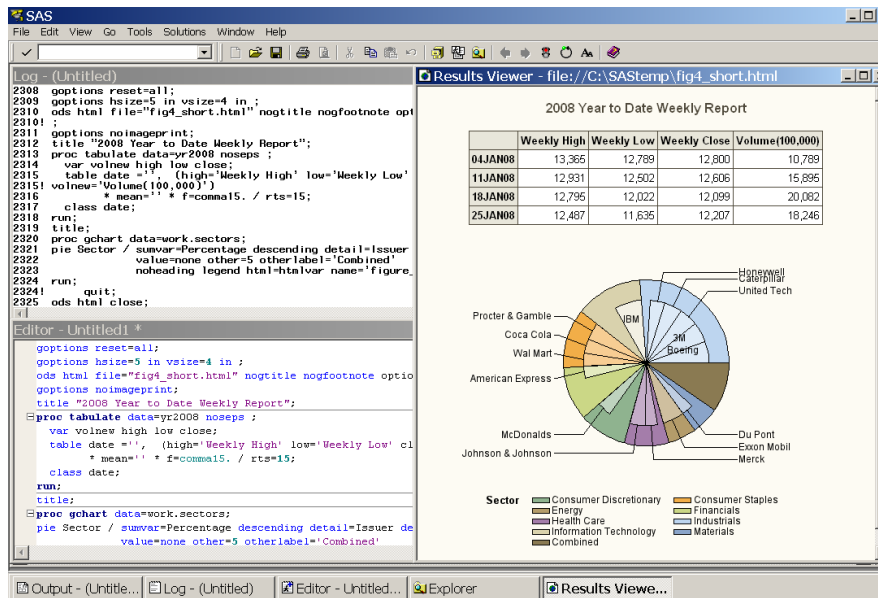 SAS
File Edit View Go Tools Solutions Window Help
Log - (Untitled)
2308 goptions reset=all;
2309 goptions hsize=5 in vsize=4 in ;
2310 ods html file="fig4_short.html" nogtitle nogfootnote opt
2310! ;
2311 goptions noimageprint;
2312 title "2008 Year to Date Weekly Report";
2313 proc tabulate data=yr2008 noseps ;
2314 var volnew high low close;
2315 table date ='', (high='Weekly High' low='Weekly Low'
2315! volnew='Volume(100,000)')
2316 * mean='' * f=comma15. / rts=15;
2317 class date;
2318 run;
2319 title;
2320 proc gchart data=work.sectors;
2321 pie Sector / sumvar=Percentage descending detail=Issuer
2322 value=none other=5 otherlabel='Combined'
2323 noheading legend html=htmlvar name='figure_
2324 run;
2324! quit;
2325 ods html close;
Editor - Untitled1 *
goptions reset=all;
goptions hsize=5 in vsize=4 in ;
ods html file="fig4_short.html" nogtitle nogfootnote optio
goptions noimageprint;
title "2008 Year to Date Weekly Report";
proc tabulate data=yr2008 noseps ;
var volnew high low close;
table date ='', (high='Weekly High' low='Weekly Low' cl
* mean='' * f=comma15. / rts=15;
class date;
run;
title;
proc gchart data=work.sectors;
pie Sector / sumvar=Percentage descending detail=Issuer de
value=none other=5 otherlabel='Combined'
Results Viewer - file://C:\SAStemp\fig4_short.html
2008 Year to Date Weekly Report
Weekly High Weekly Low Weekly Close Volume(100,000)
04JAN08 13,365 12,789 12,800 10,789
11JAN08 12,931 12,502 12,606 15,895
18JAN08 12,795 12,022 12,099 20,082
25JAN08 12,487 11,635 12,207 18,246
Honeywell
Caterpillar
United Tech
Procter & Gamble
IBM
Coca Cola
3M
Wal Mart
Boeing
American Express
McDonalds
Du Pont
Exxon Mobil
Johnson & Johnson
Merck
Sector Consumer Discretionary Consumer Staples
Energy Financials
Health Care Industrials
Information Technology Materials
Combined
Output - (Untitle... Log - (Untitled) Editor - Untitled... Explorer Results Viewe...